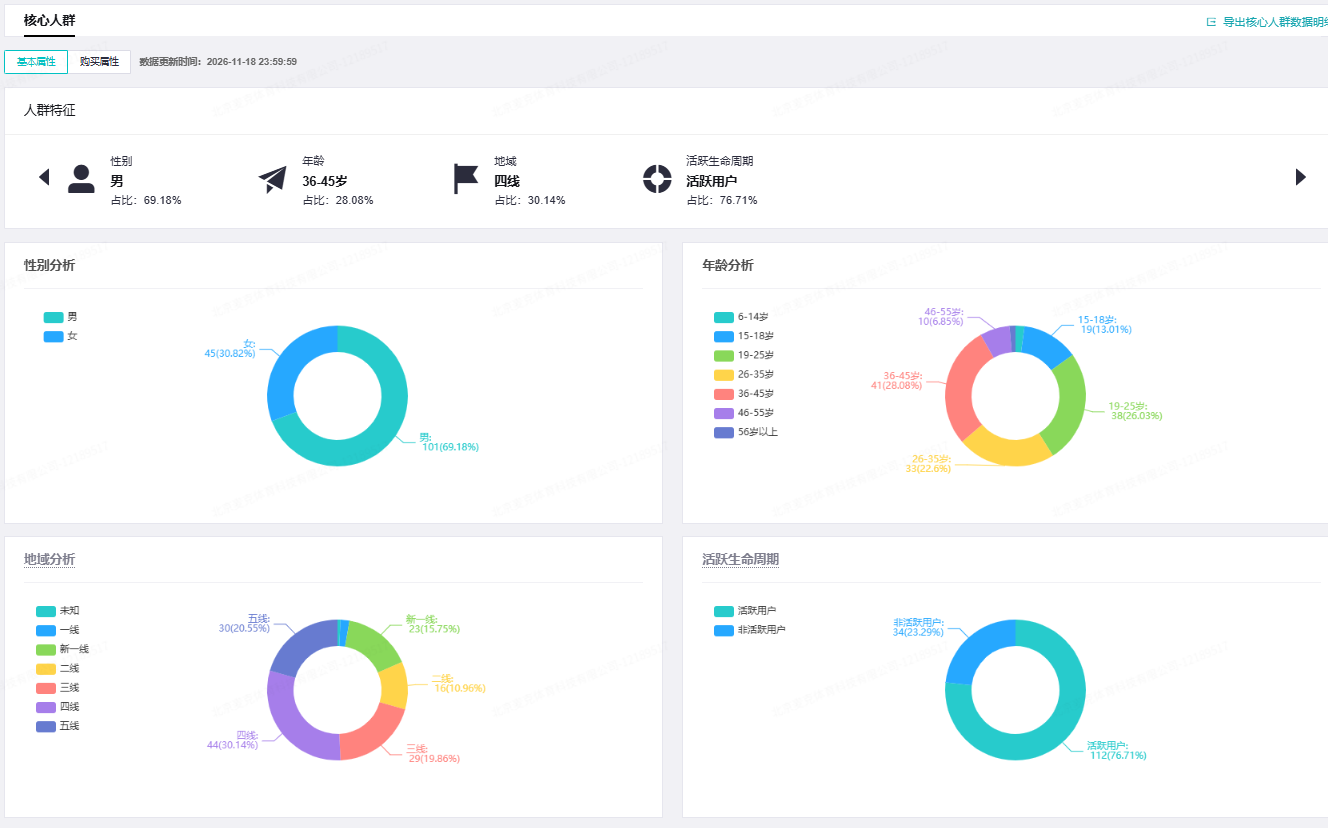 核心人群
导出核心人群数据明细
基本属性 购买属性 数据更新时间：2026-11-18 23:59:59
人群特征
性别
男
占比：69.18%
年龄
36-45岁
占比：28.08%
地域
四线
占比：30.14%
活跃生命周期
活跃用户
占比：76.71%
性别分析
男
女
女:
45(30.82%)
男:
101(69.18%)
年龄分析
6-14岁
15-18岁
19-25岁
26-35岁
36-45岁
46-55岁
56岁以上
46-55岁:
10(6.85%)
15-18岁:
19(13.01%)
36-45岁:
41(28.08%)
19-25岁:
38(26.03%)
26-35岁:
33(22.6%)
地域分析
未知
一线
新一线
二线
三线
四线
五线
五线:
30(20.55%)
新一线:
23(15.75%)
二线:
16(10.96%)
四线:
44(30.14%)
三线:
29(19.86%)
活跃生命周期
活跃用户
非活跃用户
非活跃用户:
34(23.29%)
活跃用户:
112(76.71%)